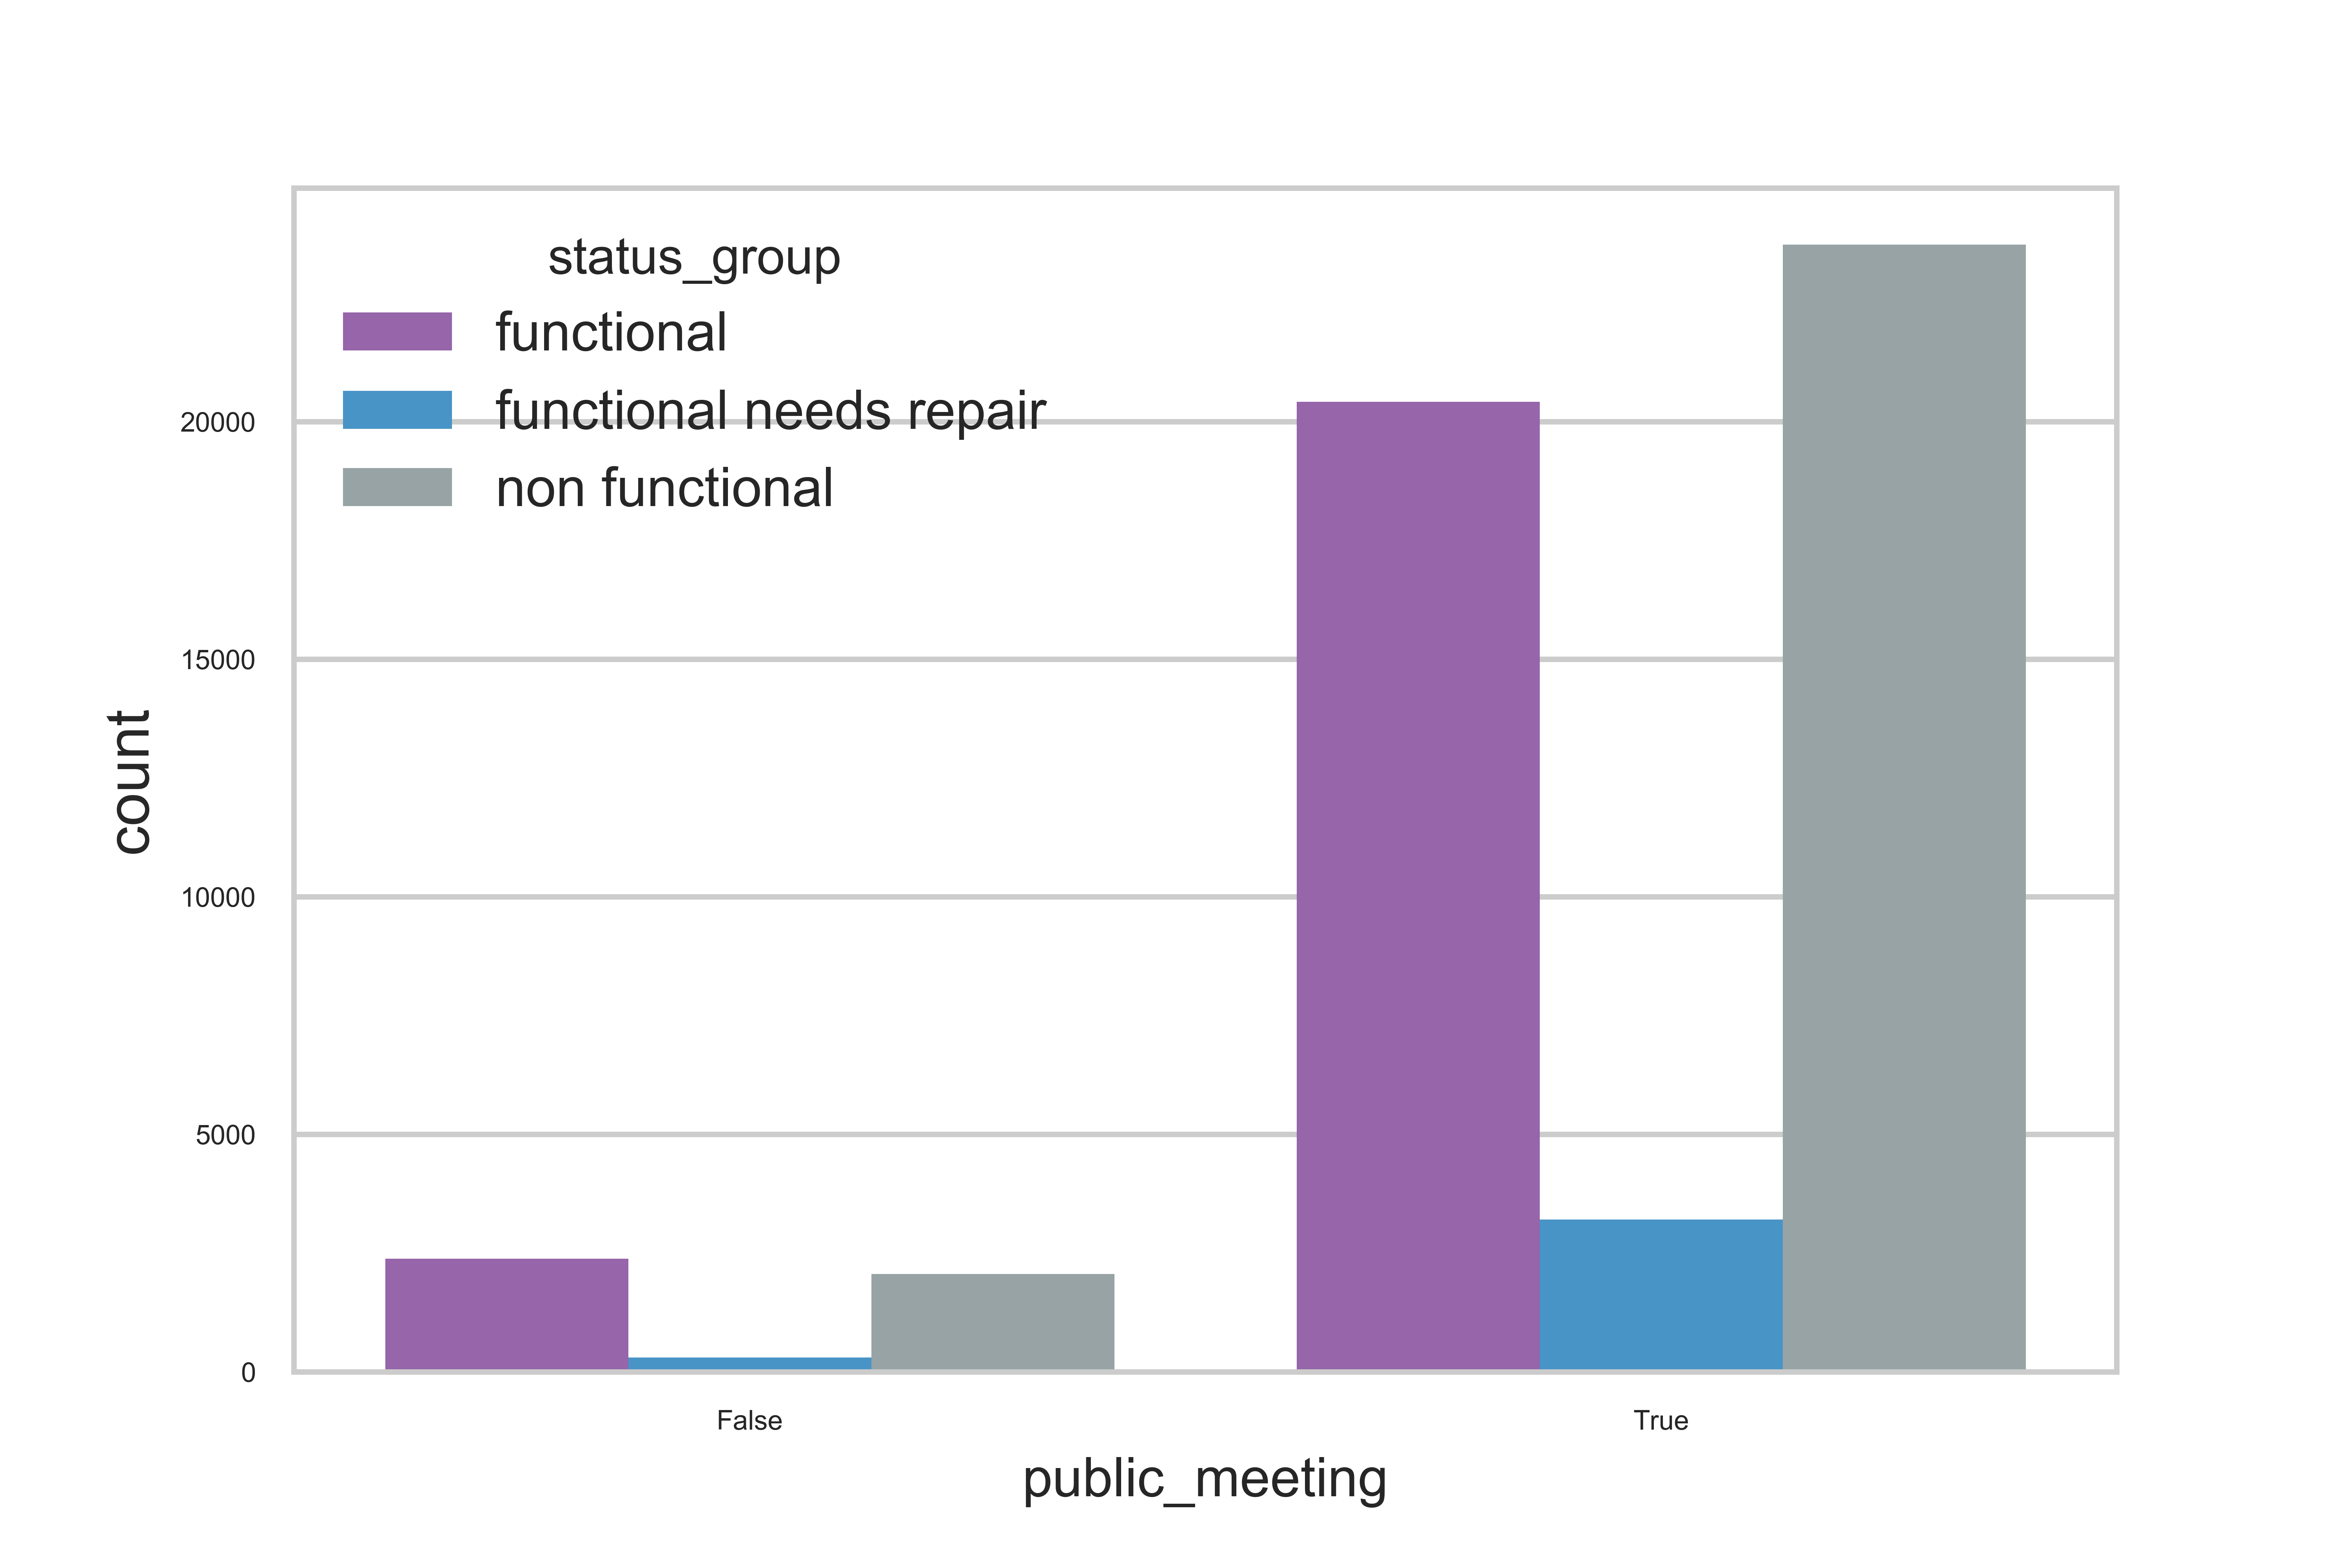 status_group
functional
functional needs repair
non functional
20000
15000
10000
5000
0
count
False
True
public_meeting